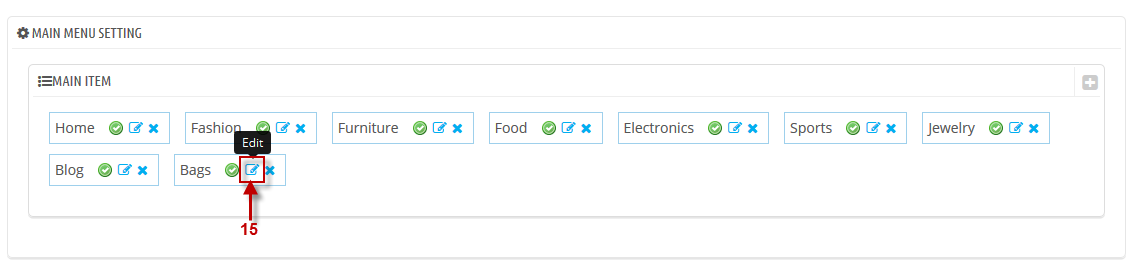 MAIN MENU SETTING
MAIN ITEM
Home Fashion Furniture Food Electronics Sports Jewelry
Edit
Blog Bags
15